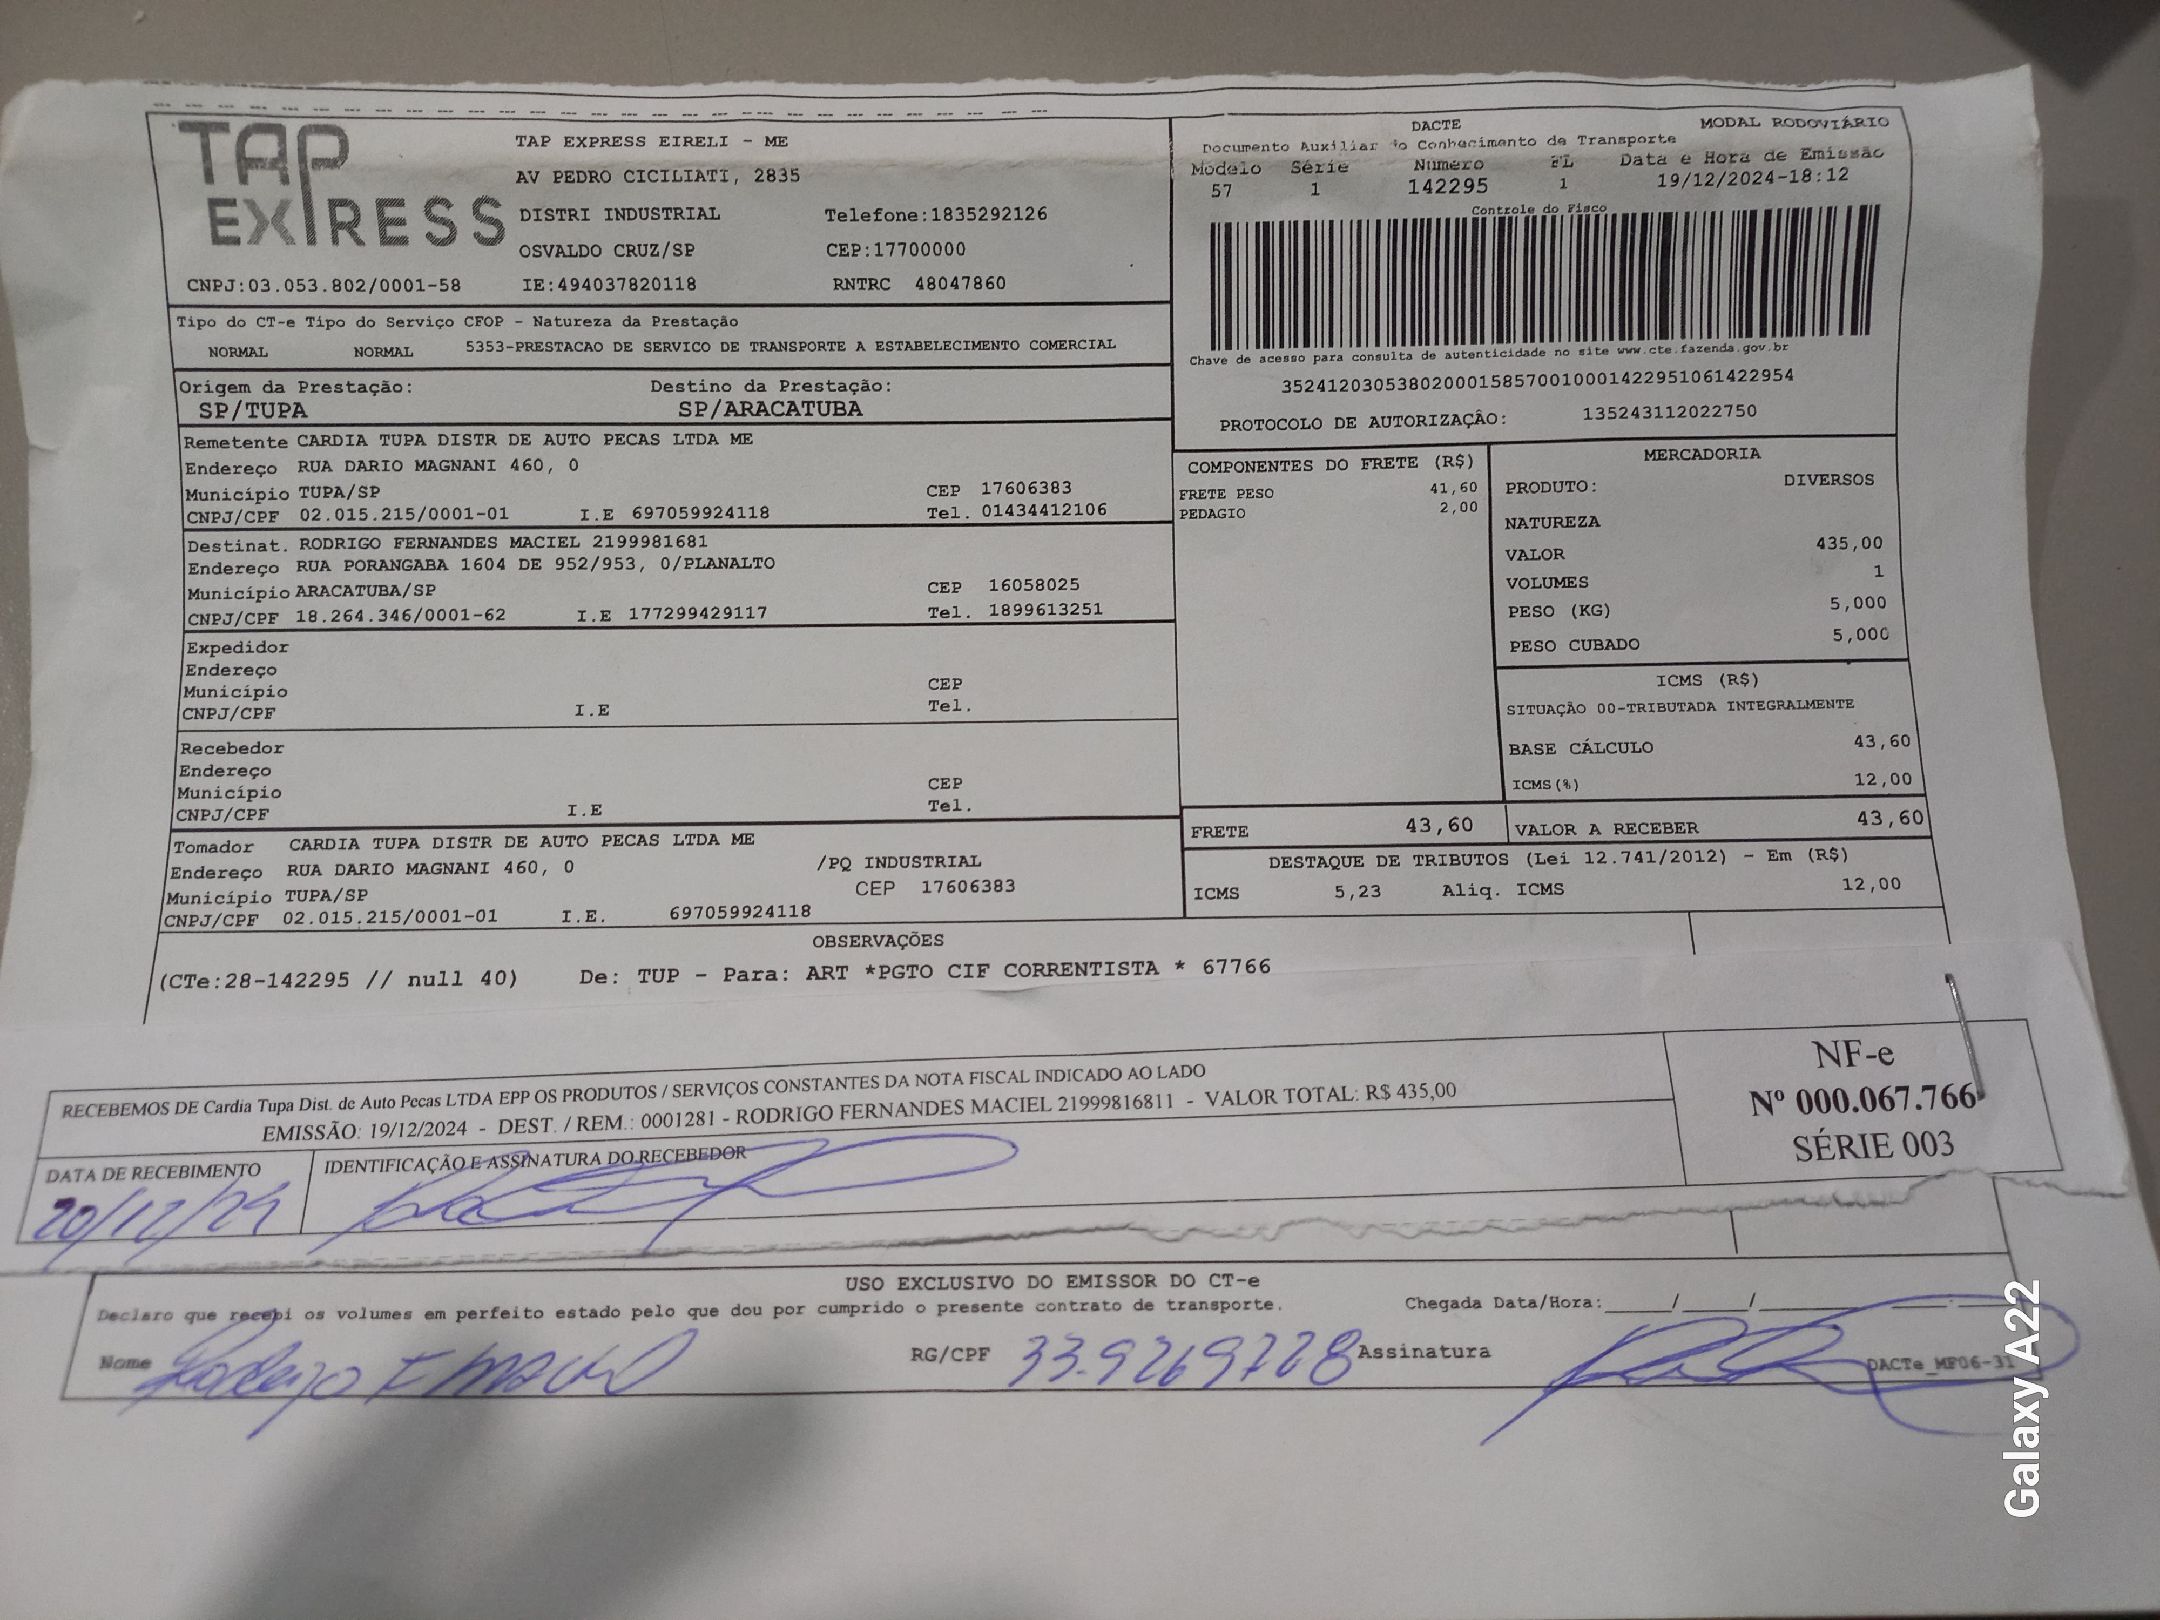 TAP EXPRESS
TAP EXPRESS EIRELI - ME
AV PEDRO CICILIATI, 2835
DISTRI INDUSTRIAL Telefone:1835292126
OSVALDO CRUZ/SP CEP:17700000
CNPJ:03.053.802/0001-58 IE:494037820118 RNTRC 48047860
DACTE MODAL RODOVIÁRIO
Documento Auxiliar do Conhecimento de Transporte
Modelo Série Número FL Data e Hora de Emissão
57 1 142295 1 19/12/2024-18:12
Controle do Fisco
Chave de acesso para consulta de autenticidade no site www.cte.fazenda.gov.br
35241203053802000158570010001422951061422954
PROTOCOLO DE AUTORIZAÇÃO: 135243112022750
Tipo do CT-e Tipo do Serviço CFOP - Natureza da Prestação
NORMAL NORMAL 5353-PRESTACAO DE SERVICO DE TRANSPORTE A ESTABELECIMENTO COMERCIAL
Origem da Prestação: Destino da Prestação:
SP/TUPA SP/ARACATUBA
Remetente CARDIA TUPA DISTR DE AUTO PECAS LTDA ME
Endereço RUA DARIO MAGNANI 460, 0
Município TUPA/SP CEP 17606383
CNPJ/CPF 02.015.215/0001-01 I.E 697059924118 Tel. 01434412106
Destinat. RODRIGO FERNANDES MACIEL 2199981681
Endereço RUA PORANGABA 1604 DE 952/953, 0/PLANALTO
Município ARACATUBA/SP CEP 16058025
CNPJ/CPF 18.264.346/0001-62 I.E 177299429117 Tel. 1899613251
Expedidor
Endereço
Município CEP
CNPJ/CPF I.E Tel.
Recebedor
Endereço
Município CEP
CNPJ/CPF I.E Tel.
Tomador CARDIA TUPA DISTR DE AUTO PECAS LTDA ME
Endereço RUA DARIO MAGNANI 460, 0 /PQ INDUSTRIAL
Município TUPA/SP CEP 17606383
CNPJ/CPF 02.015.215/0001-01 I.E. 697059924118
COMPONENTES DO FRETE (R$)
FRETE PESO 41,60
PEDAGIO 2,00
MERCADORIA
PRODUTO: DIVERSOS
NATUREZA
VALOR 435,00
VOLUMES 1
PESO (KG) 5,000
PESO CUBADO 5,000
ICMS (R$)
SITUAÇÃO 00-TRIBUTADA INTEGRALMENTE
BASE CÁLCULO 43,60
ICMS(%) 12,00
FRETE 43,60 VALOR A RECEBER 43,60
DESTAQUE DE TRIBUTOS (Lei 12.741/2012) - Em (R$)
ICMS 5,23 Aliq. ICMS 12,00
OBSERVAÇÕES
(CTe:28-142295 // null 40) De: TUP - Para: ART *PGTO CIF CORRENTISTA * 67766
RECEBEMOS DE Cardia Tupa Dist. de Auto Pecas LTDA EPP OS PRODUTOS / SERVIÇOS CONSTANTES DA NOTA FISCAL INDICADO AO LADO
EMISSÃO: 19/12/2024 - DEST. / REM.: 0001281 - RODRIGO FERNANDES MACIEL 21999816811 - VALOR TOTAL: R$ 435,00
NF-e
Nº 000.067.766
SÉRIE 003
DATA DE RECEBIMENTO IDENTIFICAÇÃO E ASSINATURA DO RECEBEDOR
20/12/24
USO EXCLUSIVO DO EMISSOR DO CT-e
Declaro que recebi os volumes em perfeito estado pelo que dou por cumprido o presente contrato de transporte. Chegada Data/Hora:_____/_____/_______ ____:____
Nome Rodrigo F Maciel RG/CPF 33.9269728 Assinatura
DACTe_MF06-31
Galaxy A22